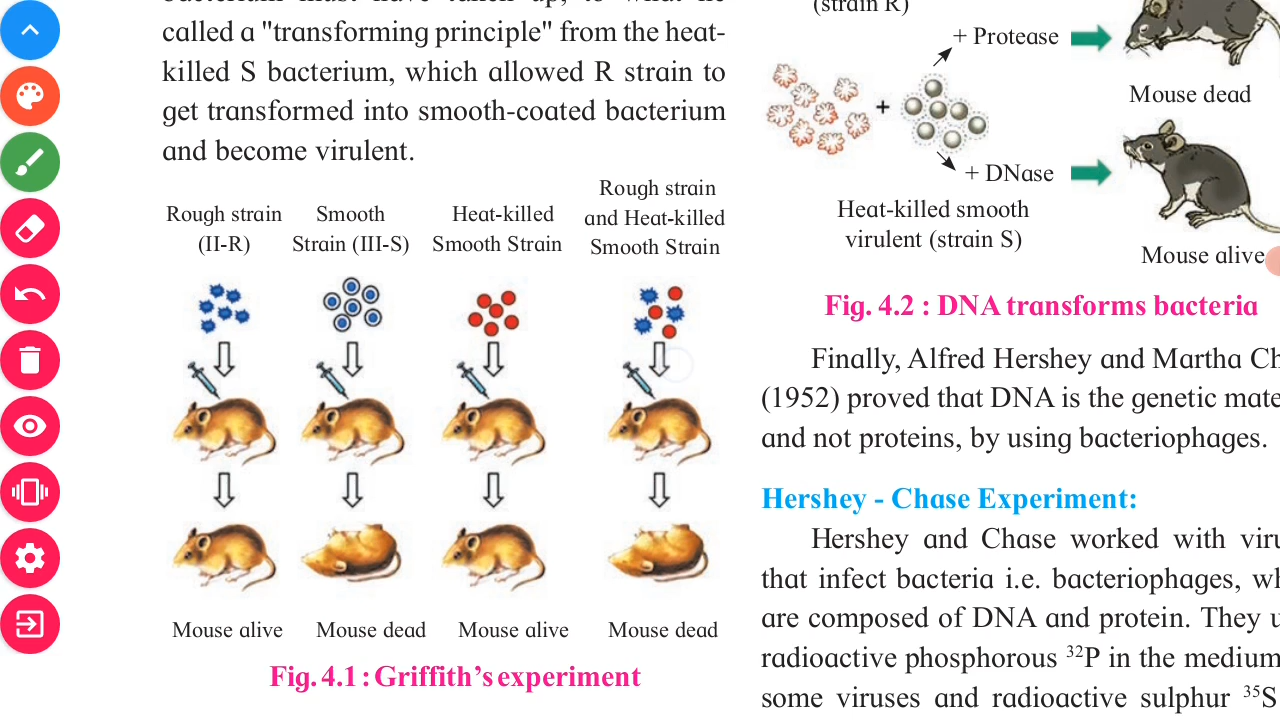 called a "transforming principle" from the heat-
killed S bacterium, which allowed R strain to
get transformed into smooth-coated bacterium
and become virulent.
Rough strain
(II-R)
Smooth
Strain (III-S)
Heat-killed
Smooth Strain
Rough strain
and Heat-killed
Smooth Strain
Mouse alive
Mouse dead
Mouse alive
Mouse dead
Fig. 4.1 : Griffith's experiment
(strain R)
+ Protease
Mouse dead
+
+ DNase
Heat-killed smooth
virulent (strain S)
Mouse alive
Fig. 4.2 : DNA transforms bacteria
Finally, Alfred Hershey and Martha
(1952) proved that DNA is the genetic
and not proteins, by using bacteriophages.
Hershey - Chase Experiment:
Hershey and Chase worked with
that infect bacteria i.e. bacteriophages,
are composed of DNA and protein. They
radioactive phosphorous ³²P in the medium
some viruses and radioactive sulphur ³⁵S